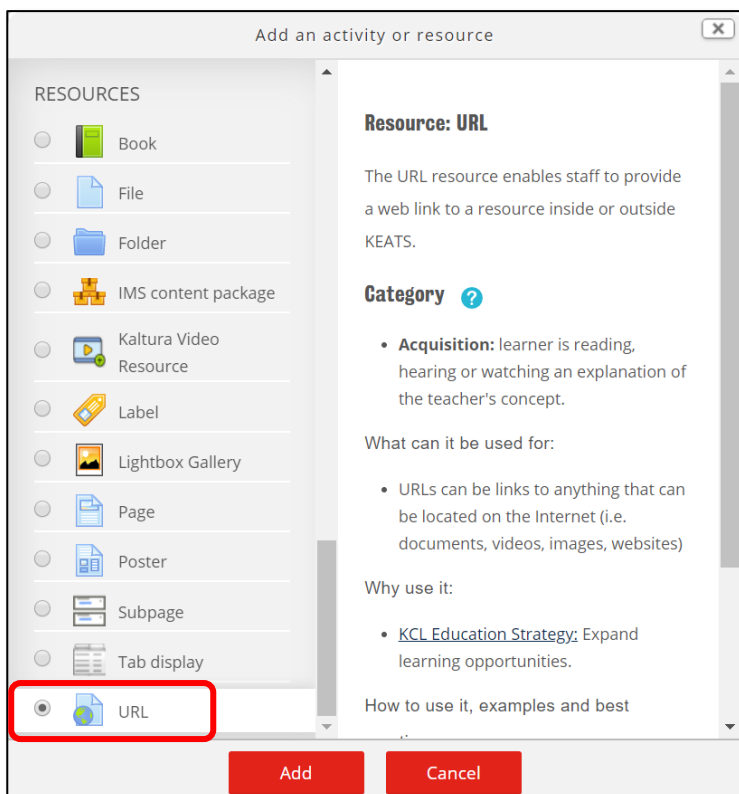 Add an activity or resource
RESOURCES
Book
File
Folder
IMS content package
Kaltura Video
Resource
Label
Lightbox Gallery
Page
Poster
Subpage
Tab display
URL
Resource: URL
The URL resource enables staff to provide
a web link to a resource inside or outside
KEATS.
Category ?
• Acquisition: learner is reading,
hearing or watching an explanation of
the teacher's concept.
What can it be used for:
• URLs can be links to anything that can
be located on the Internet (i.e.
documents, videos, images, websites)
Why use it:
• KCL Education Strategy: Expand
learning opportunities.
How to use it, examples and best
Add
Cancel